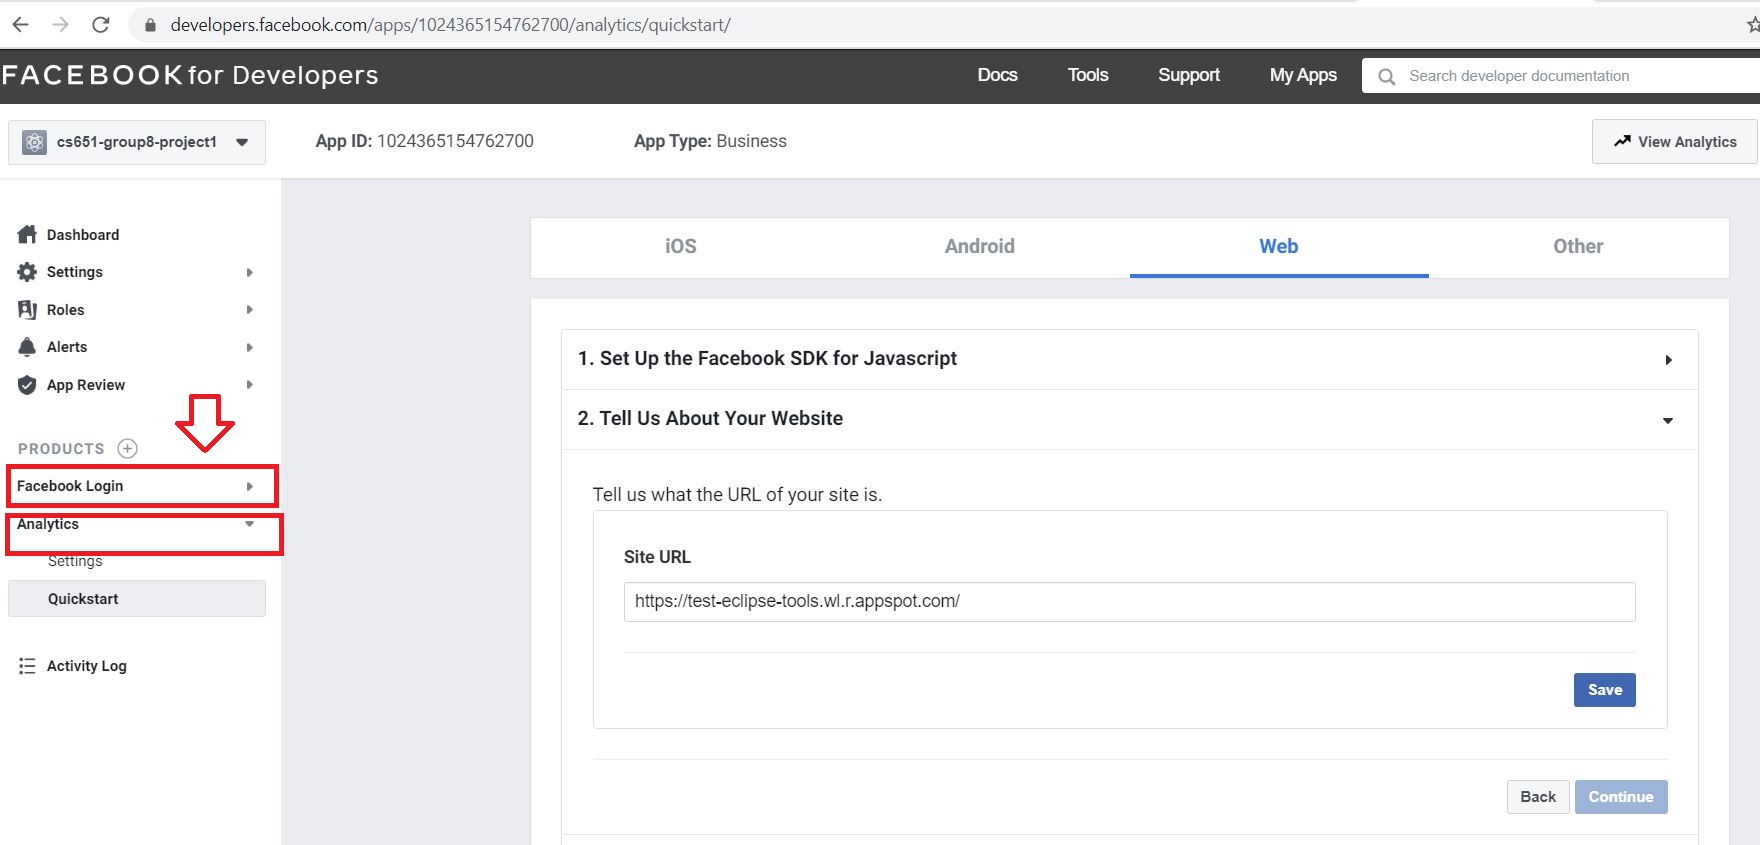 developers.facebook.com/apps/1024365154762700/analytics/quickstart/
FACEBOOK for Developers
Docs
Tools
Support
My Apps
Search developer documentation
cs651-group8-project1
App ID: 1024365154762700
App Type: Business
View Analytics
Dashboard
Settings
Roles
Alerts
App Review
PRODUCTS
Facebook Login
Analytics
Settings
Quickstart
Activity Log
iOS
Android
Web
Other
1. Set Up the Facebook SDK for Javascript
2. Tell Us About Your Website
Tell us what the URL of your site is.
Site URL
https://test-eclipse-tools.wl.r.appspot.com/
Save
Back
Continue